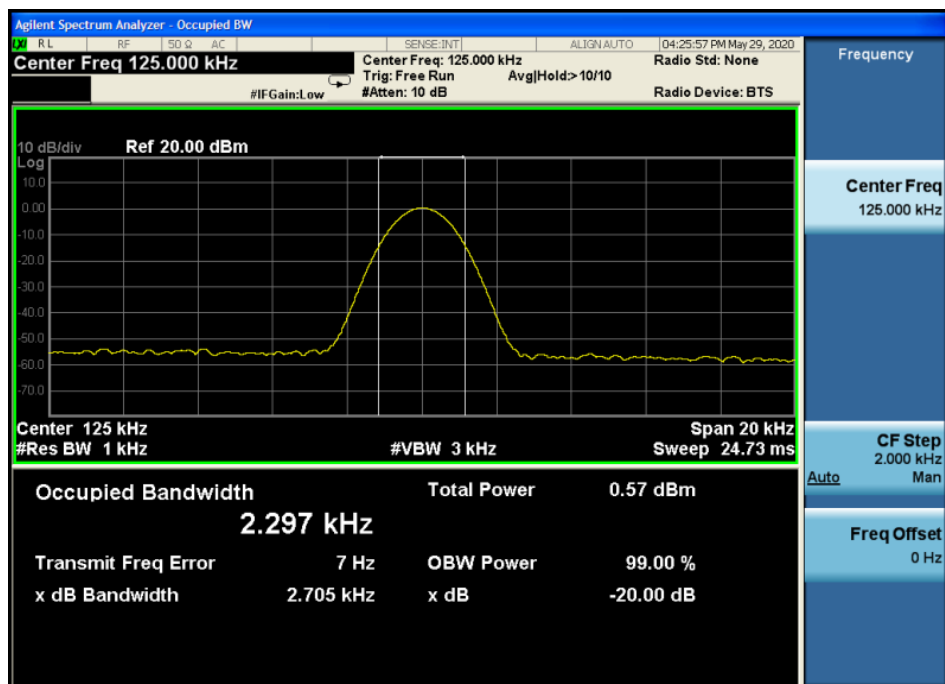 Agilent Spectrum Analyzer - Occupied BW
LXI RL RF 50 Ω AC SENSE:INT ALIGN AUTO 04:25:57 PM May 29, 2020
Center Freq 125.000 kHz
Center Freq: 125.000 kHz
Radio Std: None
Trig: Free Run Avg|Hold:> 10/10
#IFGain:Low
#Atten: 10 dB
Radio Device: BTS
10 dB/div Ref 20.00 dBm
Log
10.0
0.00
-10.0
-20.0
-30.0
-40.0
-50.0
-60.0
-70.0
Center 125 kHz Span 20 kHz
#Res BW 1 kHz #VBW 3 kHz Sweep 24.73 ms
Occupied Bandwidth Total Power 0.57 dBm
2.297 kHz
Transmit Freq Error 7 Hz OBW Power 99.00 %
x dB Bandwidth 2.705 kHz x dB -20.00 dB
Frequency
Center Freq
125.000 kHz
CF Step
2.000 kHz
Auto Man
Freq Offset
0 Hz